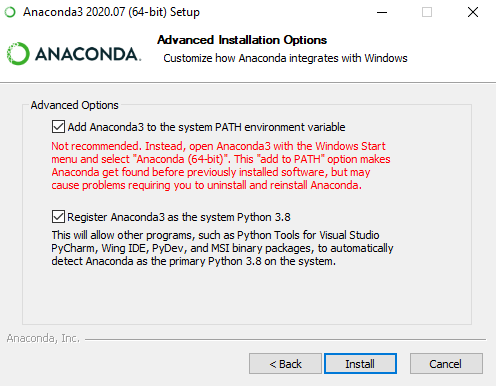 Anaconda3 2020.07 (64-bit) Setup
ANACONDA.
Advanced Installation Options
Customize how Anaconda integrates with Windows
Advanced Options
Add Anaconda3 to the system PATH environment variable
Not recommended. Instead, open Anaconda3 with the Windows Start
menu and select "Anaconda (64-bit)". This "add to PATH" option makes
Anaconda get found before previously installed software, but may
cause problems requiring you to uninstall and reinstall Anaconda.
Register Anaconda3 as the system Python 3.8
This will allow other programs, such as Python Tools for Visual Studio
PyCharm, Wing IDE, PyDev, and MSI binary packages, to automatically
detect Anaconda as the primary Python 3.8 on the system.
Anaconda, Inc.
< Back
Install
Cancel